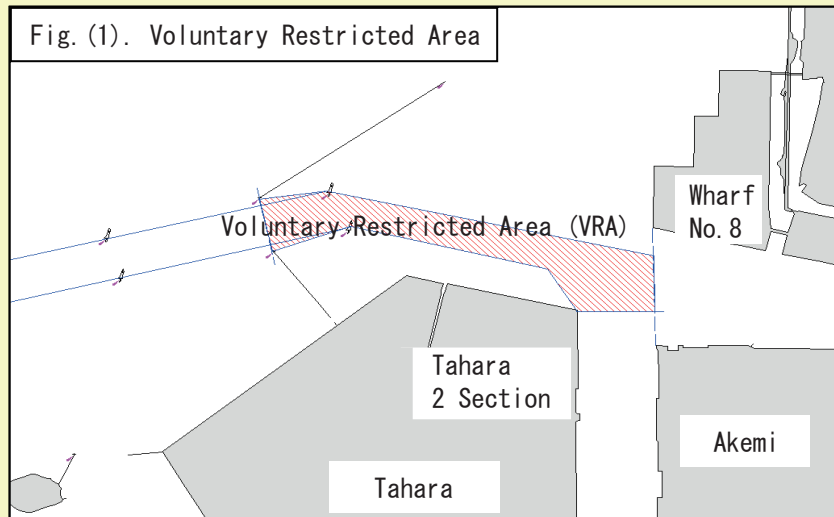 Fig.(1). Voluntary Restricted Area
Voluntary Restricted Area (VRA)
Wharf
No.8
Tahara
2 Section
Akemi
Tahara